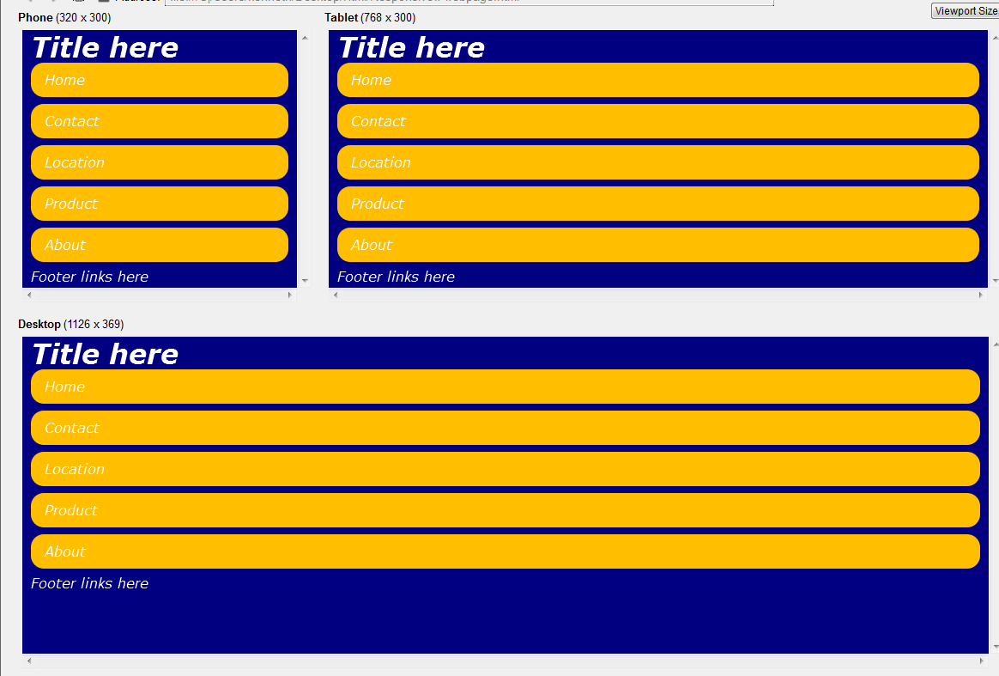 Phone (320 x 300)
Tablet (768 x 300)
Viewport Size
Title here
Home
Contact
Location
Product
About
Footer links here
Title here
Home
Contact
Location
Product
About
Footer links here
Desktop (1126 x 369)
Title here
Home
Contact
Location
Product
About
Footer links here